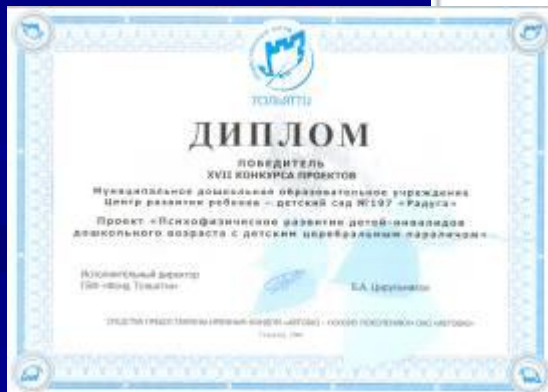 ТОЛЬЯТТИ
ДИПЛОМ
ПОБЕДИТЕЛЬ
XVII КОНКУРСА ПРОЕКТОВ
Муниципальное дошкольное образовательное учреждение
Центр развития ребенка – детский сад №197 «Радуга»
Проект «Психофизическое развитие детей-инвалидов
дошкольного возраста с детским церебральным параличом»
Исполнительный директор
«Фонд Тольятти»
Б.А. Цирульников